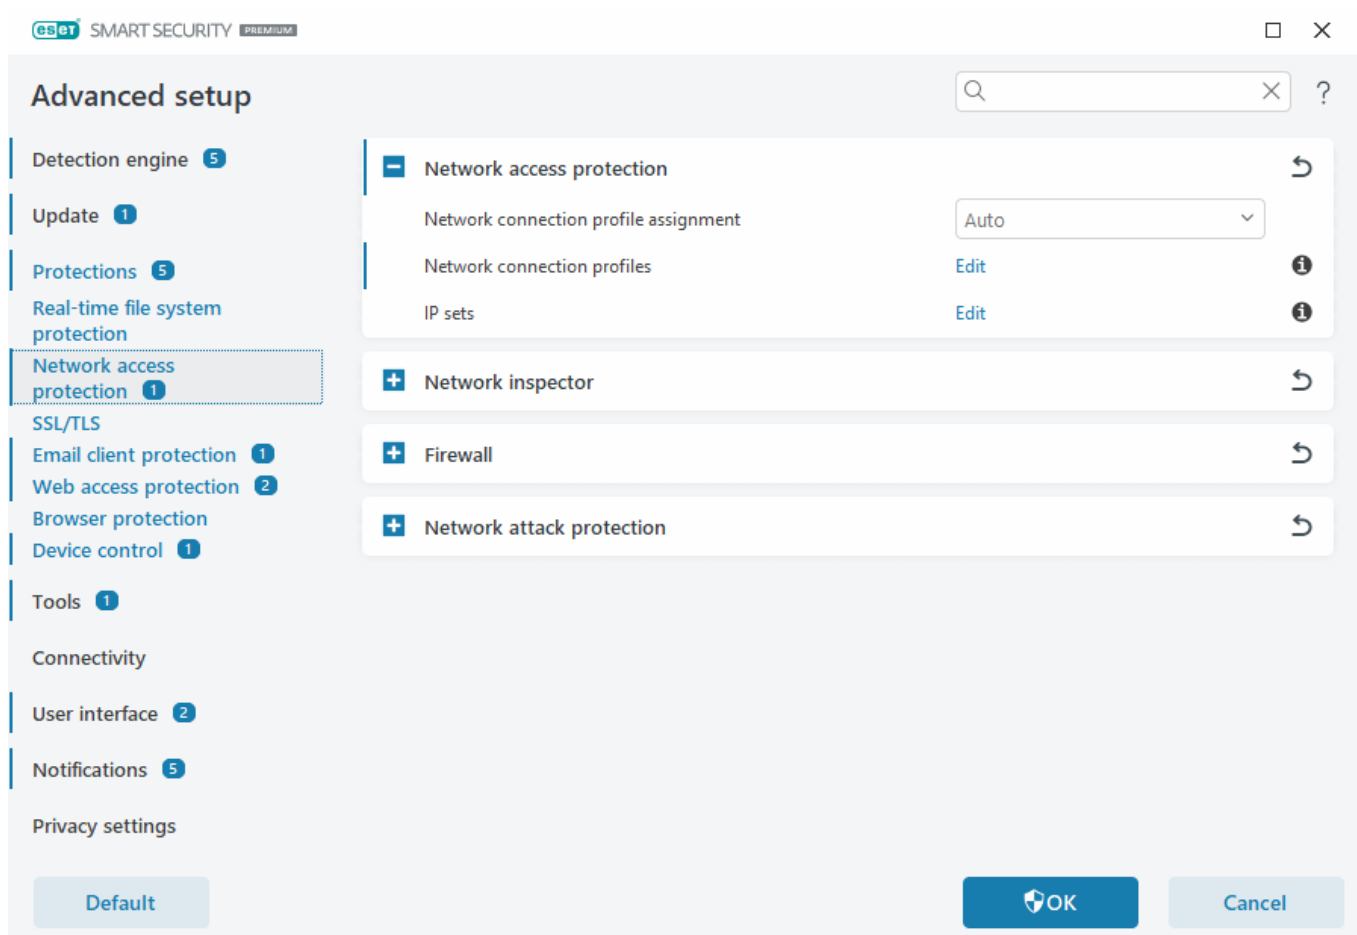 eset SMART SECURITY PREMIUM
Advanced setup
?
Detection engine 5
Update 1
Protections 5
Real-time file system
protection
Network access
protection 1
SSL/TLS
Email client protection 1
Web access protection 2
Browser protection
Device control 1
Tools 1
Connectivity
User interface 2
Notifications 5
Privacy settings
Network access protection
Network connection profile assignment Auto
Network connection profiles Edit
IP sets Edit
Network inspector
Firewall
Network attack protection
Default OK Cancel